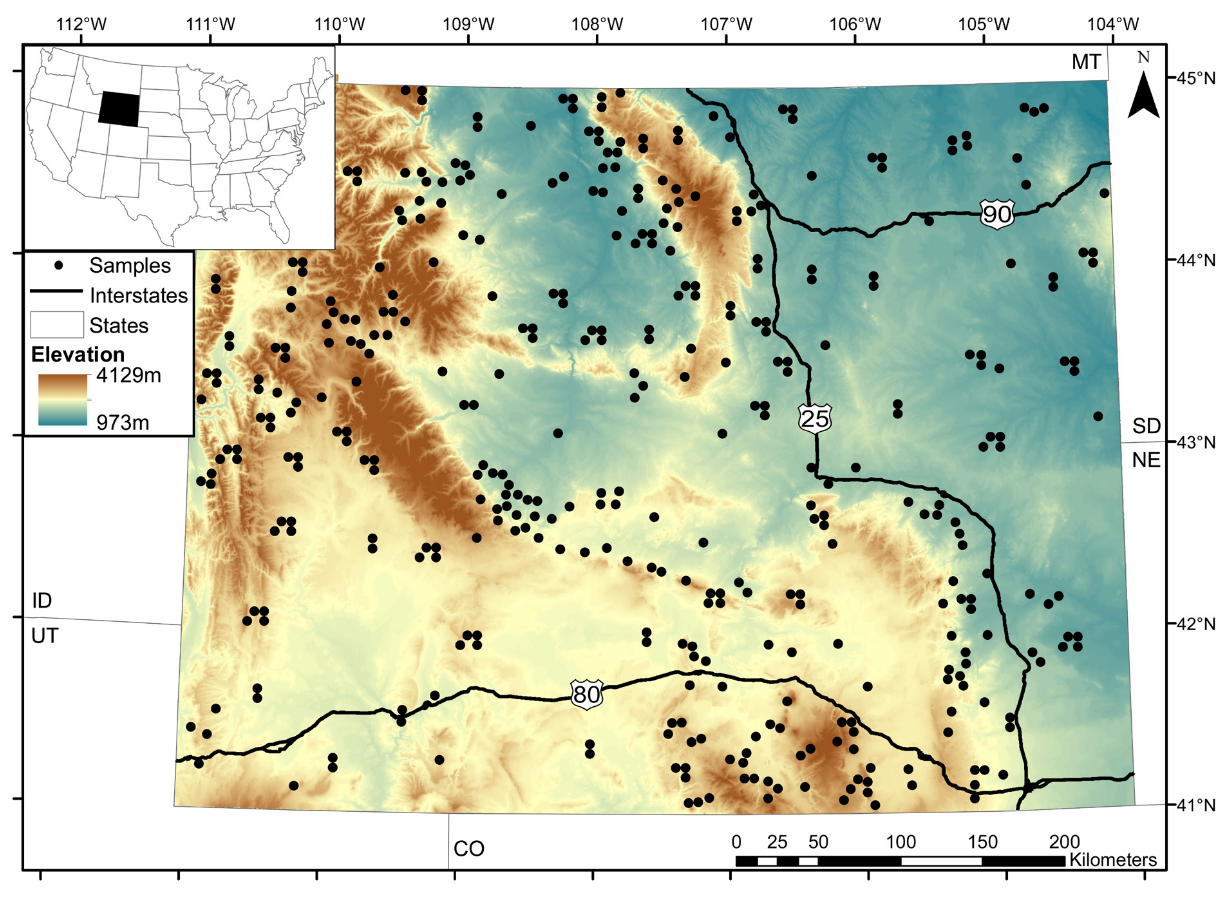 112°W 111°W 110°W 109°W 108°W 107°W 106°W 105°W 104°W
MT
N
45°N
90
44°N
Samples
Interstates
States
Elevation
4129m
973m
25
SD
43°N
NE
ID
42°N
UT
80
41°N
CO
0 25 50 100 150 200
Kilometers